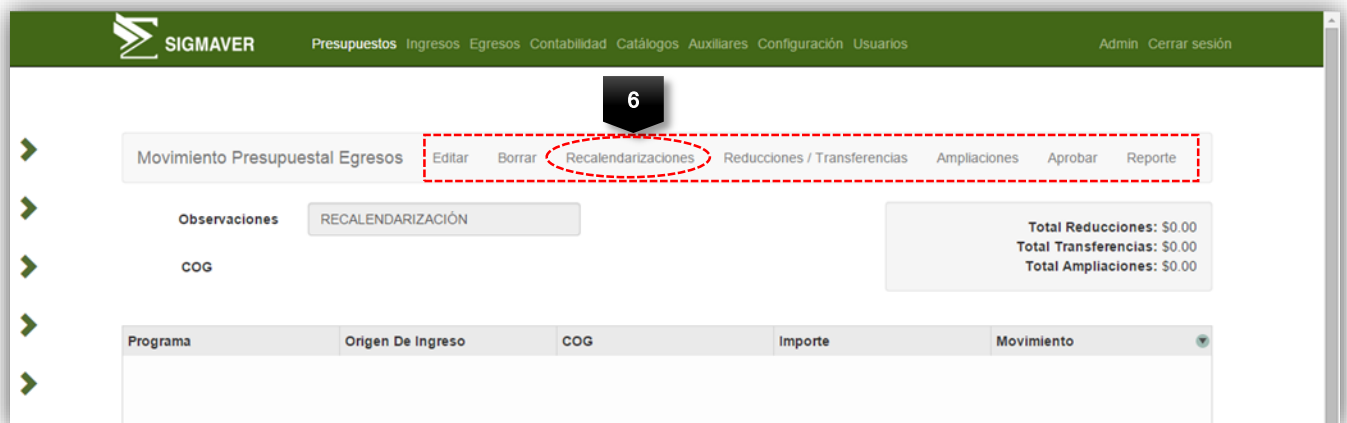 SIGMAVER Presupuestos Ingresos Egresos Contabilidad Catálogos Auxiliares Configuración Usuarios Admin Cerrar sesión
6
Movimiento Presupuestal Egresos Editar Borrar Recalendarizaciones Reducciones / Transferencias Ampliaciones Aprobar Reporte
Observaciones RECALENDARIZACIÓN
Total Reducciones: $0.00
Total Transferencias: $0.00
COG
Total Ampliaciones: $0.00
Programa Origen De Ingreso COG Importe Movimiento